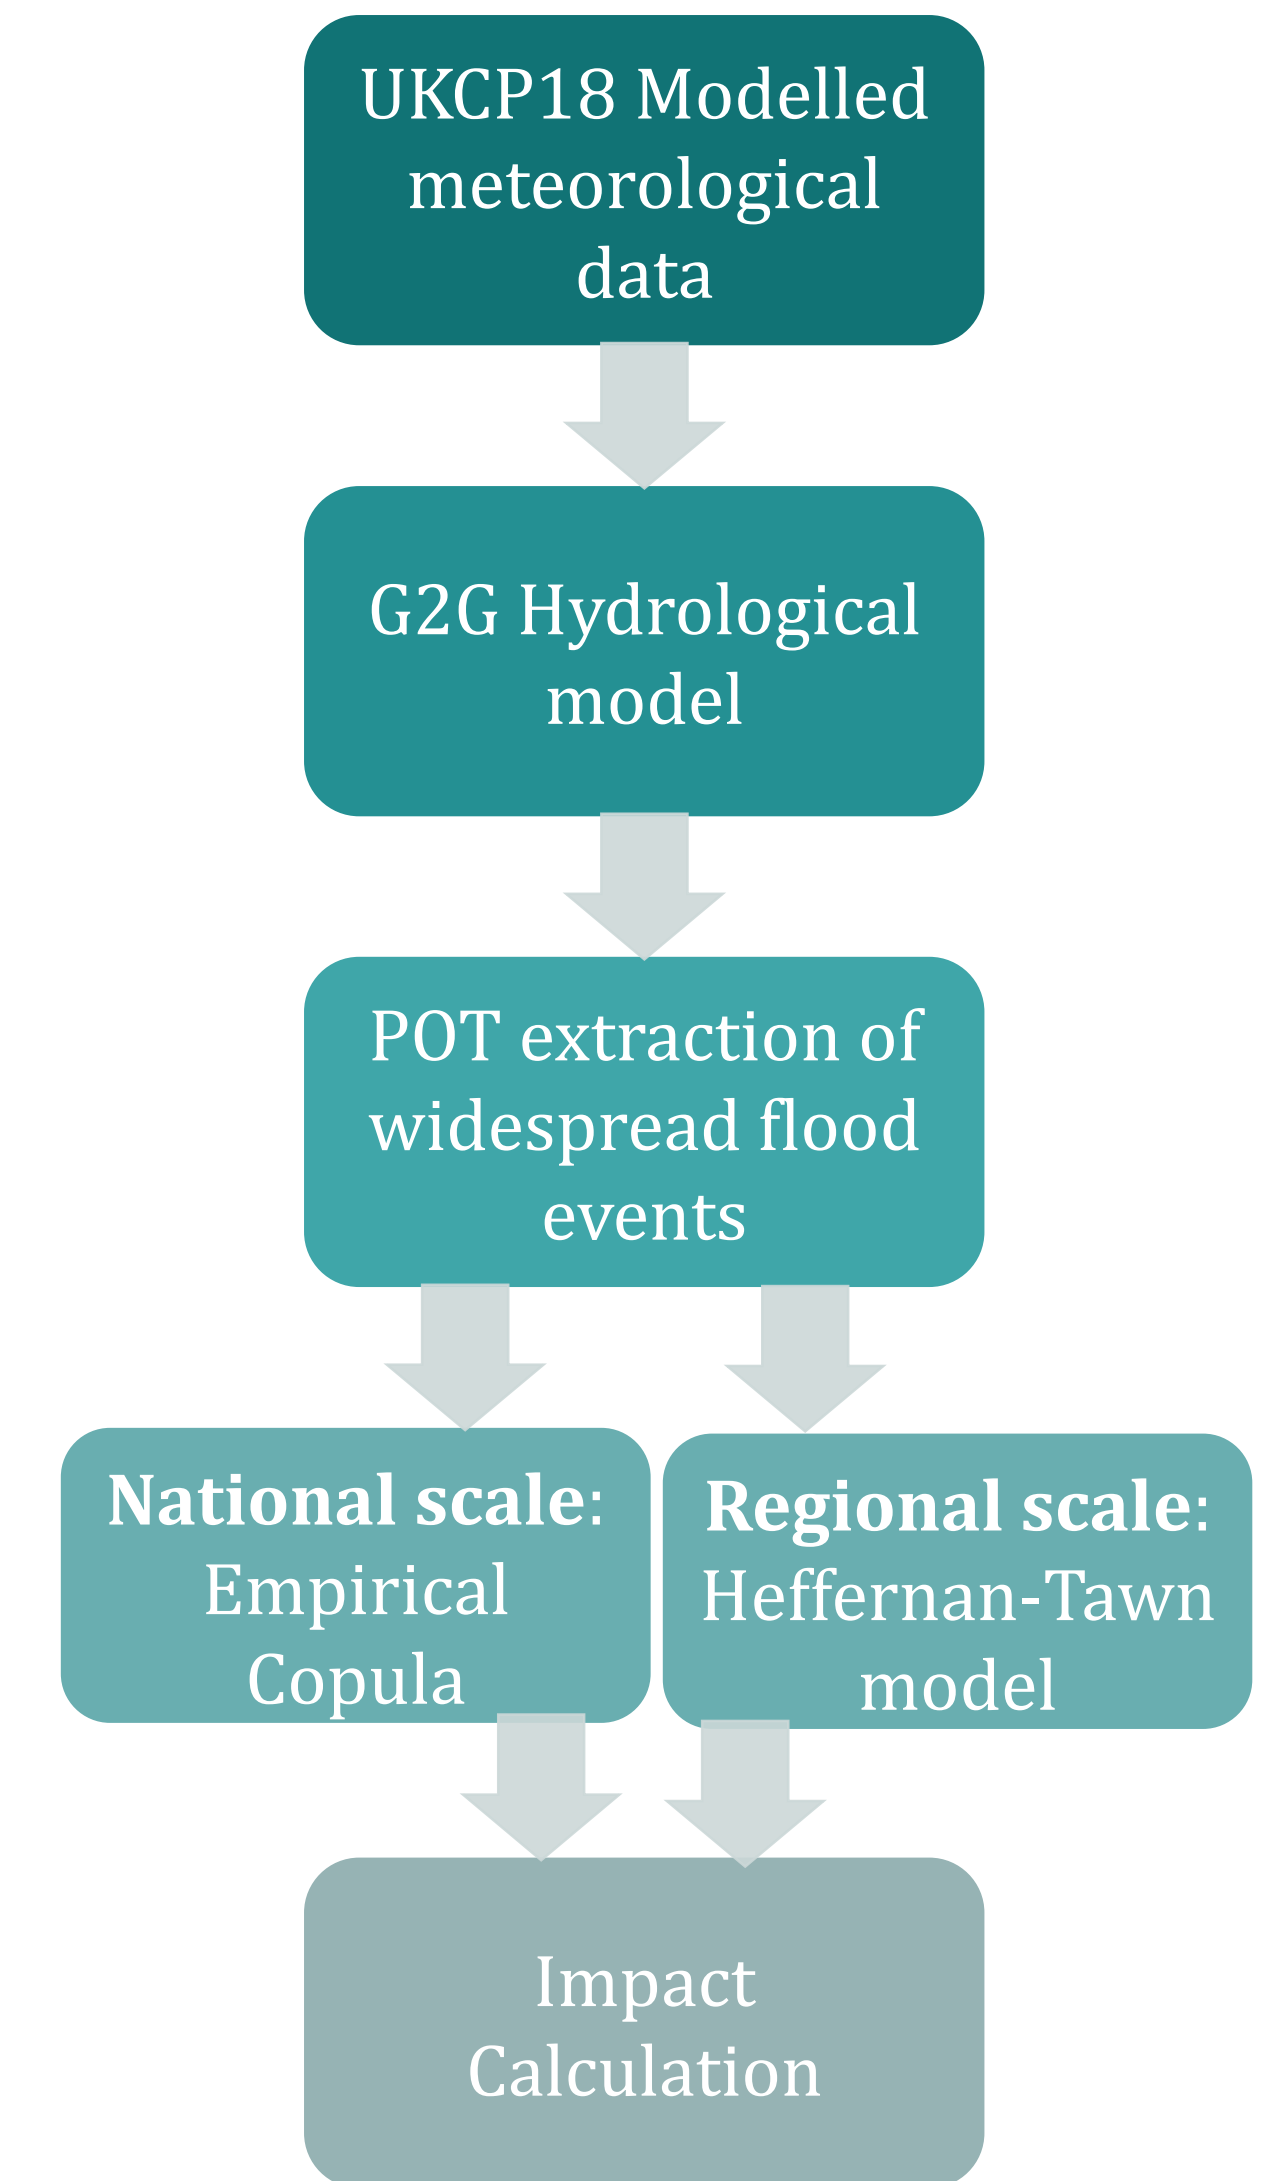 UKCP18 Modelled
meteorological
data
G2G Hydrological
model
POT extraction of
widespread flood
events
National scale:
Empirical
Copula
Regional scale:
Heffernan-Tawn
model
Impact
Calculation